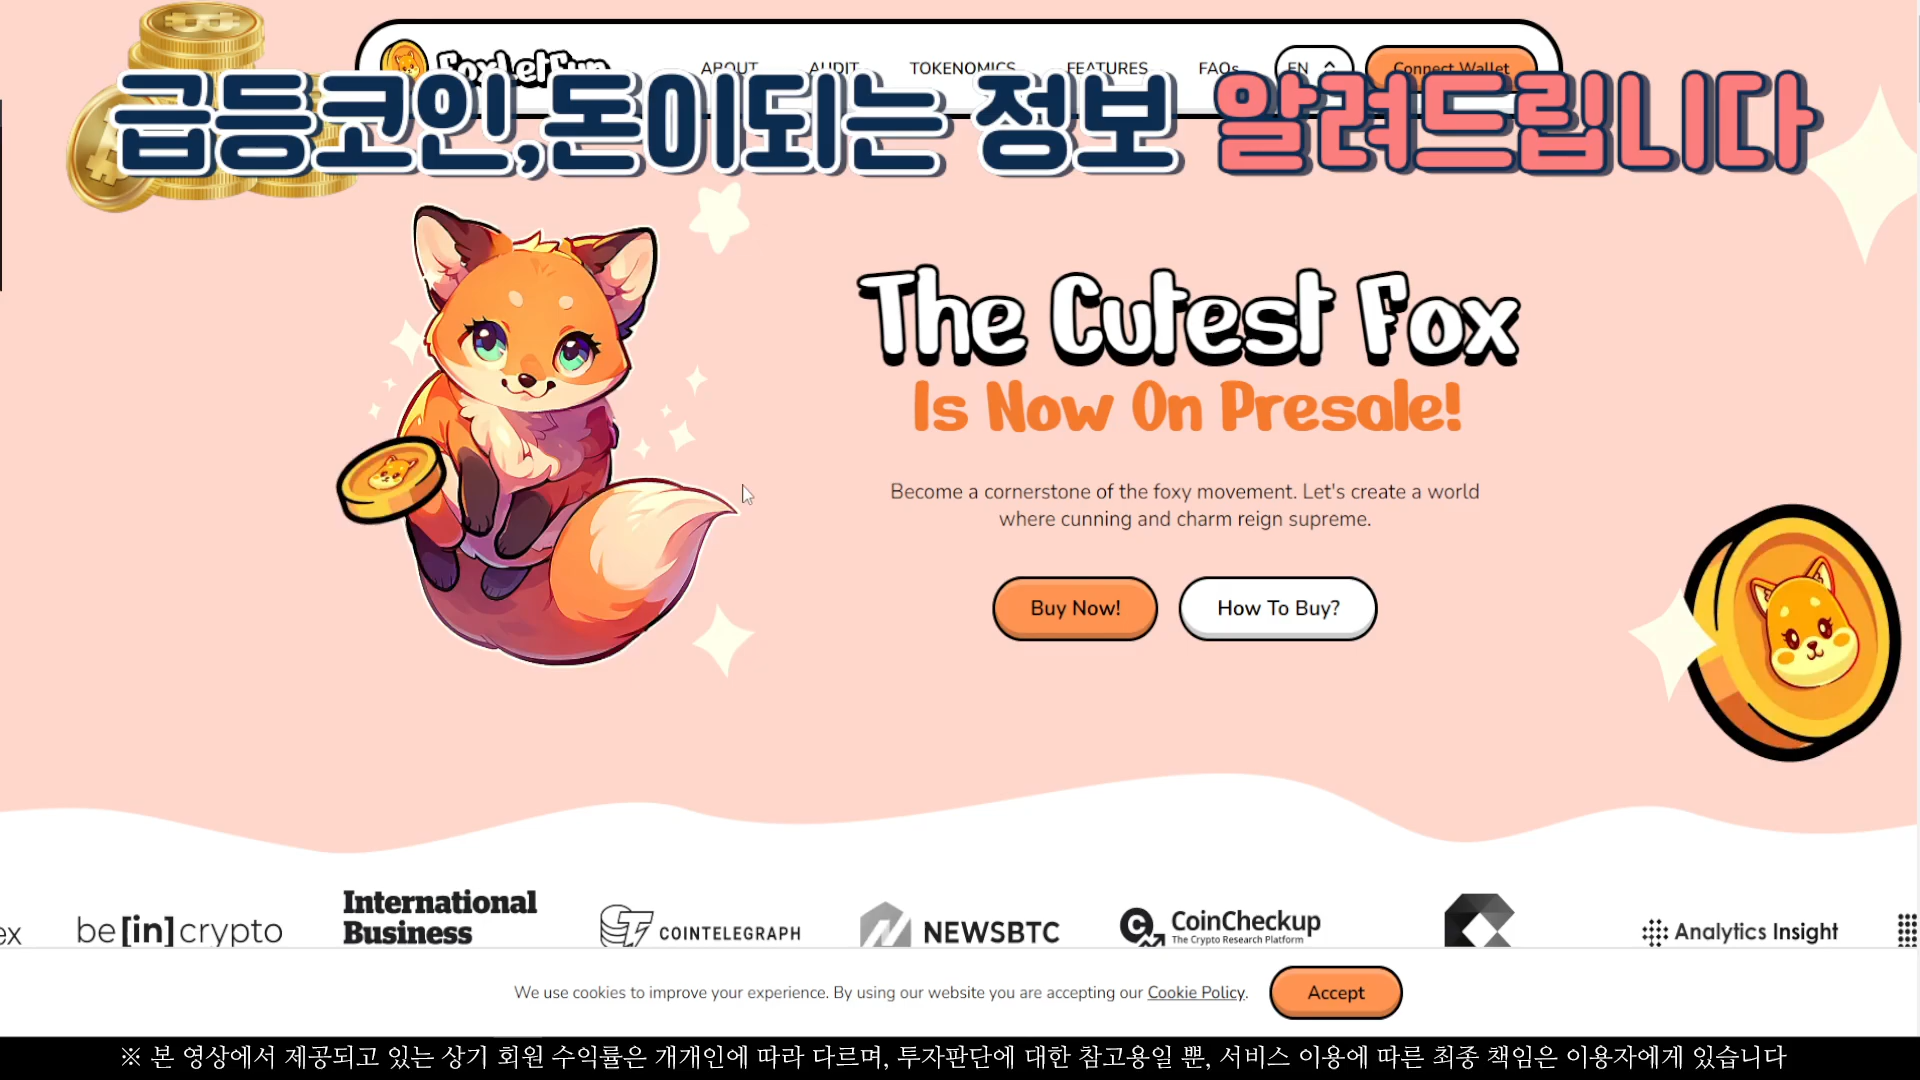 FoxLetFun ABOUT AUDIT TOKENOMICS FEATURES FAQs EN Connect Wallet
급등코인,돈이되는 정보 알려드립니다
The Cutest Fox
Is Now On Presale!
Become a cornerstone of the foxy movement. Let's create a world
where cunning and charm reign supreme.
Buy Now! How To Buy?
be[in]crypto
International
Business
COINTELEGRAPH
NEWSBTC
CoinCheckup
The Crypto Research Platform
Analytics Insight
We use cookies to improve your experience. By using our website you are accepting our Cookie Policy. Accept
※ 본 영상에서 제공되고 있는 상기 회원 수익률은 개개인에 따라 다르며, 투자판단에 대한 참고용일 뿐, 서비스 이용에 따른 최종 책임은 이용자에게 있습니다